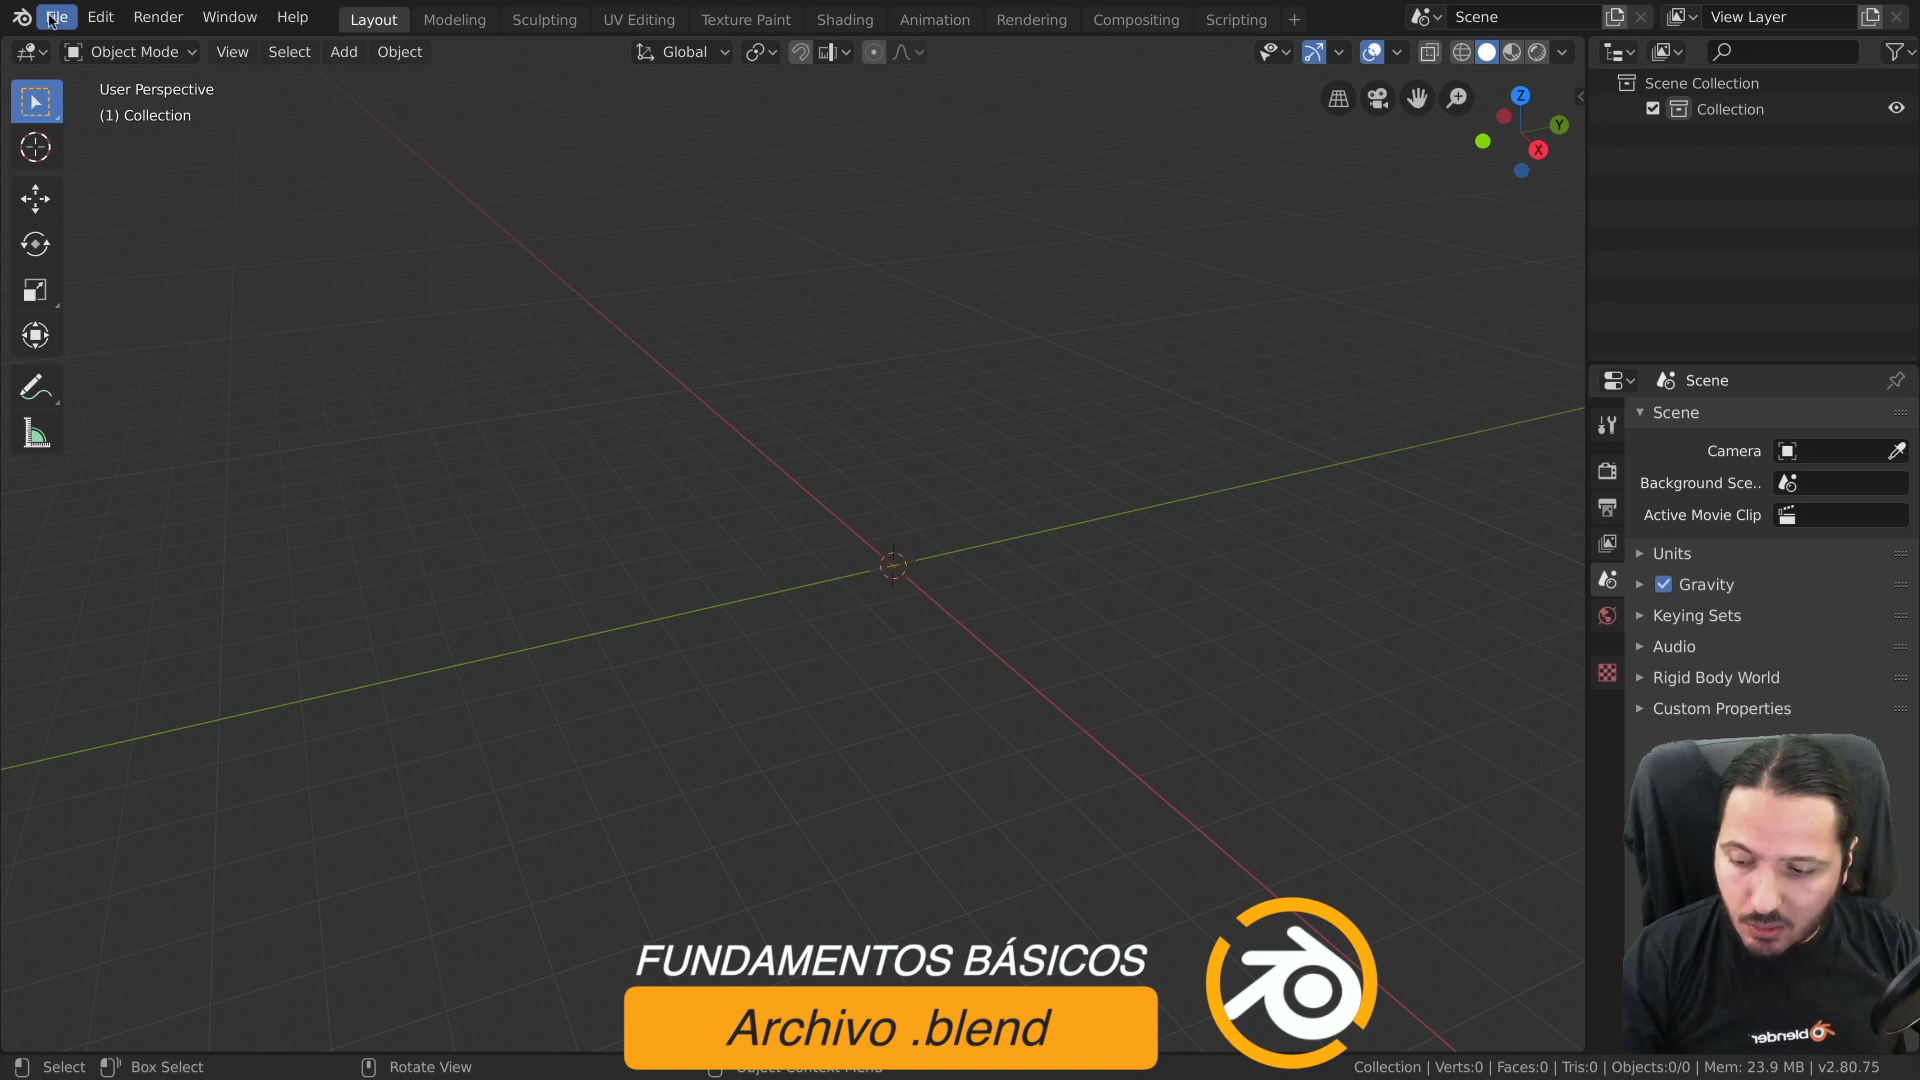 File Edit Render Window Help Layout Modeling Sculpting UV Editing Texture Paint Shading Animation Rendering Compositing Scripting + Scene View Layer
Object Mode View Select Add Object Global
User Perspective
(1) Collection
Z
Y
X
Scene Collection
Collection
Scene
Scene
Camera
Background Sce..
Active Movie Clip
Units
Gravity
Keying Sets
Audio
Rigid Body World
Custom Properties
blender
FUNDAMENTOS BÁSICOS
Archivo .blend
Select Box Select Rotate View Object Context Menu Collection | Verts:0 | Faces:0 | Tris:0 | Objects:0/0 | Mem: 23.9 MB | v2.80.75